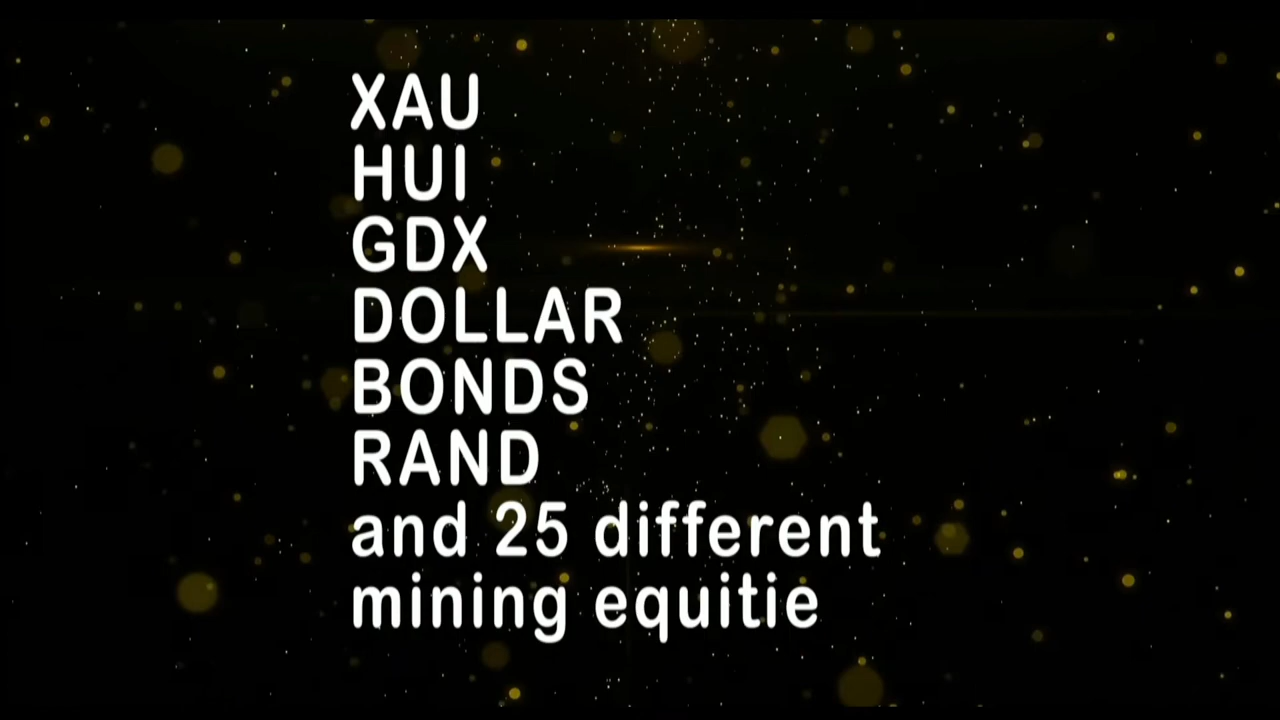 XAU
HUI
GDX
DOLLAR
BONDS
RAND
and 25 different
mining equitie